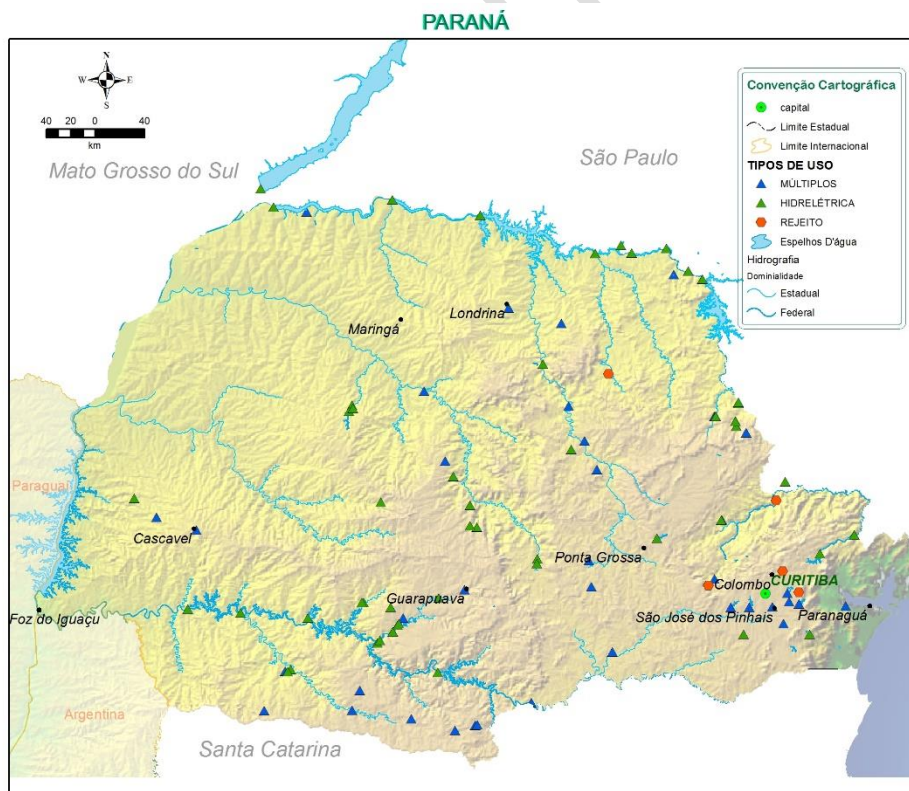 PARANÁ
N
W E
S
40 20 0 40
km
Mato Grosso do Sul
São Paulo
Convenção Cartográfica
capital
Limite Estadual
Limite Internacional
TIPOS DE USO
MÚLTIPLOS
HIDRELÉTRICA
REJEITO
Espelhos D'água
Hidrografia
Dominialidade
Estadual
Federal
Londrina
Maringá
Paraguai
Cascavel
Ponta Grossa
Colombo
CURITIBA
Guarapuava
São José dos Pinhais
Paranaguá
Foz do Iguaçu
Argentina
Santa Catarina